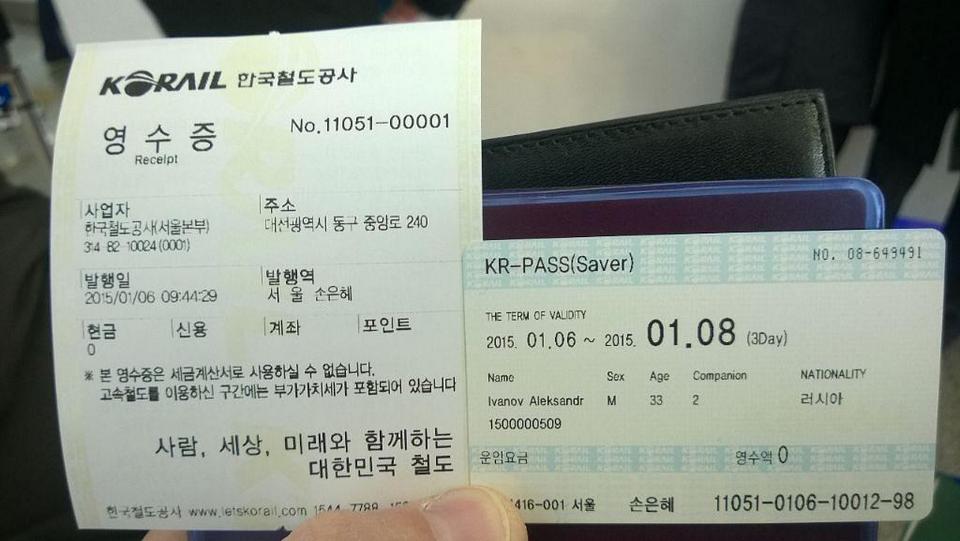 KORAIL 한국철도공사
영 수 증
Receipt
No.11051-00001
사업자
한국철도공사(서울본부)
314 82 10024(0001)
주소
대전광역시 동구 중앙로 240
발행일
2015/01/06 09:44:29
발행역
서 울 손은혜
현금 신용 계좌 포인트
0
※ 본 영수증은 세금계산서로 사용하실 수 없습니다.
고속철도를 이용하신 구간에는 부가가치세가 포함되어 있습니다
사람, 세상, 미래와 함께하는
대한민국 철도
한국철도공사 www.letskorail.com 1544 7788
KR-PASS(Saver)
NO. 08-649491
THE TERM OF VALIDITY
2015. 01.06 ~ 2015. 01.08 (3Day)
Name Sex Age Companion NATIONALITY
Ivanov Aleksandr M 33 2 러시아
1500000509
운임요금 영수액 0
416-001 서울 손은혜 11051-0106-10012-98